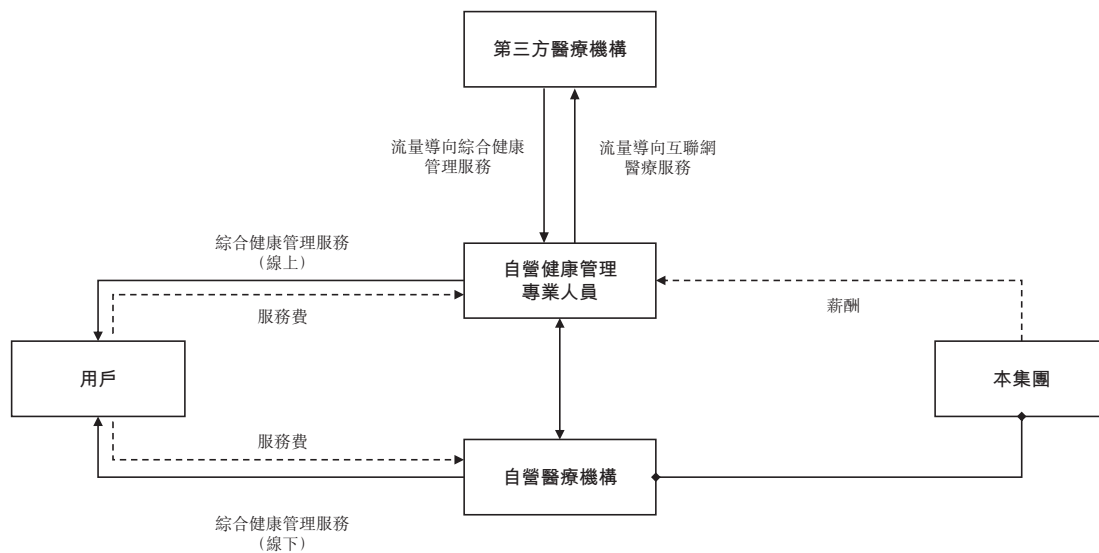 第三方醫療機構
流量導向綜合健康
管理服務
流量導向互聯網
醫療服務
綜合健康管理服務
（線上）
自營健康管理
專業人員
服務費
薪酬
用戶
本集團
服務費
自營醫療機構
綜合健康管理服務
（線下）